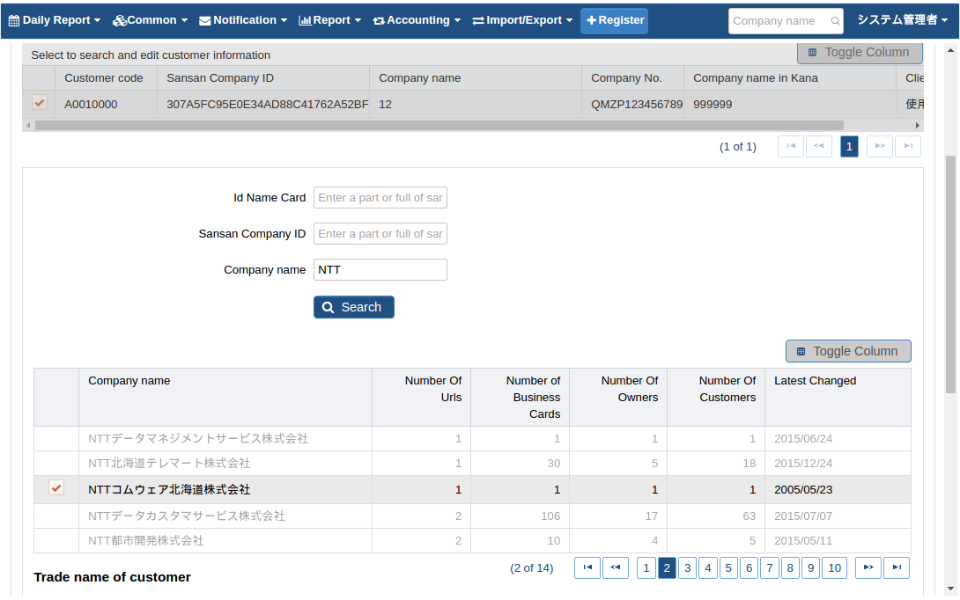 Daily Report Common Notification Report Accounting Import/Export Register Company name システム管理者
Select to search and edit customer information Toggle Column
Customer code Sansan Company ID Company name Company No. Company name in Kana Clie
A0010000 307A5FC95E0E34AD88C41762A52BF 12 QMZP123456789 999999 使用
(1 of 1) 1
Id Name Card Enter a part or full of sar
Sansan Company ID Enter a part or full of sar
Company name NTT
Search
Toggle Column
Company name Number Of Urls Number of Business Cards Number Of Owners Number Of Customers Latest Changed
NTTデータマネジメントサービス株式会社 1 1 1 1 2015/06/24
NTT北海道テレマート株式会社 1 30 5 18 2015/12/24
NTTコムウェア北海道株式会社 1 1 1 1 2005/05/23
NTTデータカスタマサービス株式会社 2 106 17 63 2015/07/07
NTT都市開発株式会社 2 10 4 5 2015/05/11
(2 of 14) 1 2 3 4 5 6 7 8 9 10
Trade name of customer